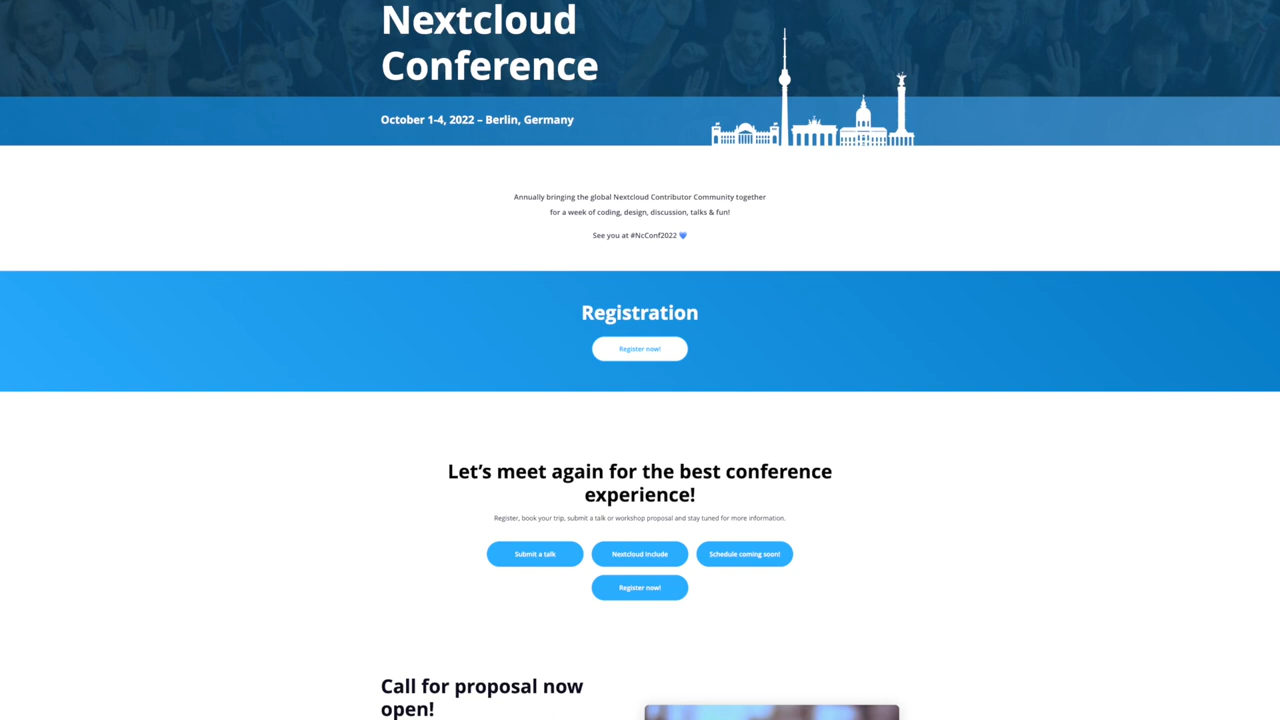 Nextcloud
Conference
October 1-4, 2022 – Berlin, Germany
Annually bringing the global Nextcloud Contributor Community together
for a week of coding, design, discussion, talks & fun!
See you at #NcConf2022 💙
Registration
Register now!
Let’s meet again for the best conference
experience!
Register, book your trip, submit a talk or workshop proposal and stay tuned for more information.
Submit a talk
Nextcloud Include
Schedule coming soon!
Register now!
Call for proposal now
open!